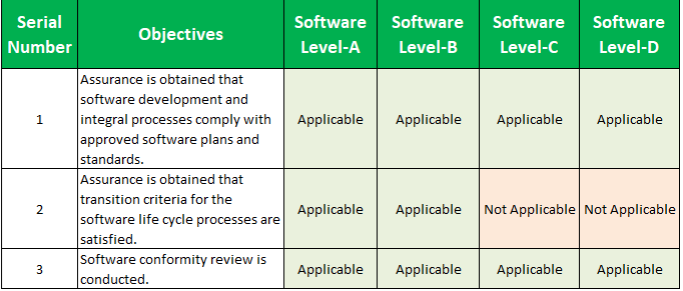 Serial Number Objectives Software Level-A Software Level-B Software Level-C Software Level-D
Assurance is obtained that
software development and
1 integral processes comply with Applicable Applicable Applicable Applicable
approved software plans and
standards.
Assurance is obtained that
transition criteria for the
2 software life cycle processes are Applicable Applicable Not Applicable Not Applicable
satisfied.
3 Software conformity review is Applicable Applicable Applicable Applicable
conducted.